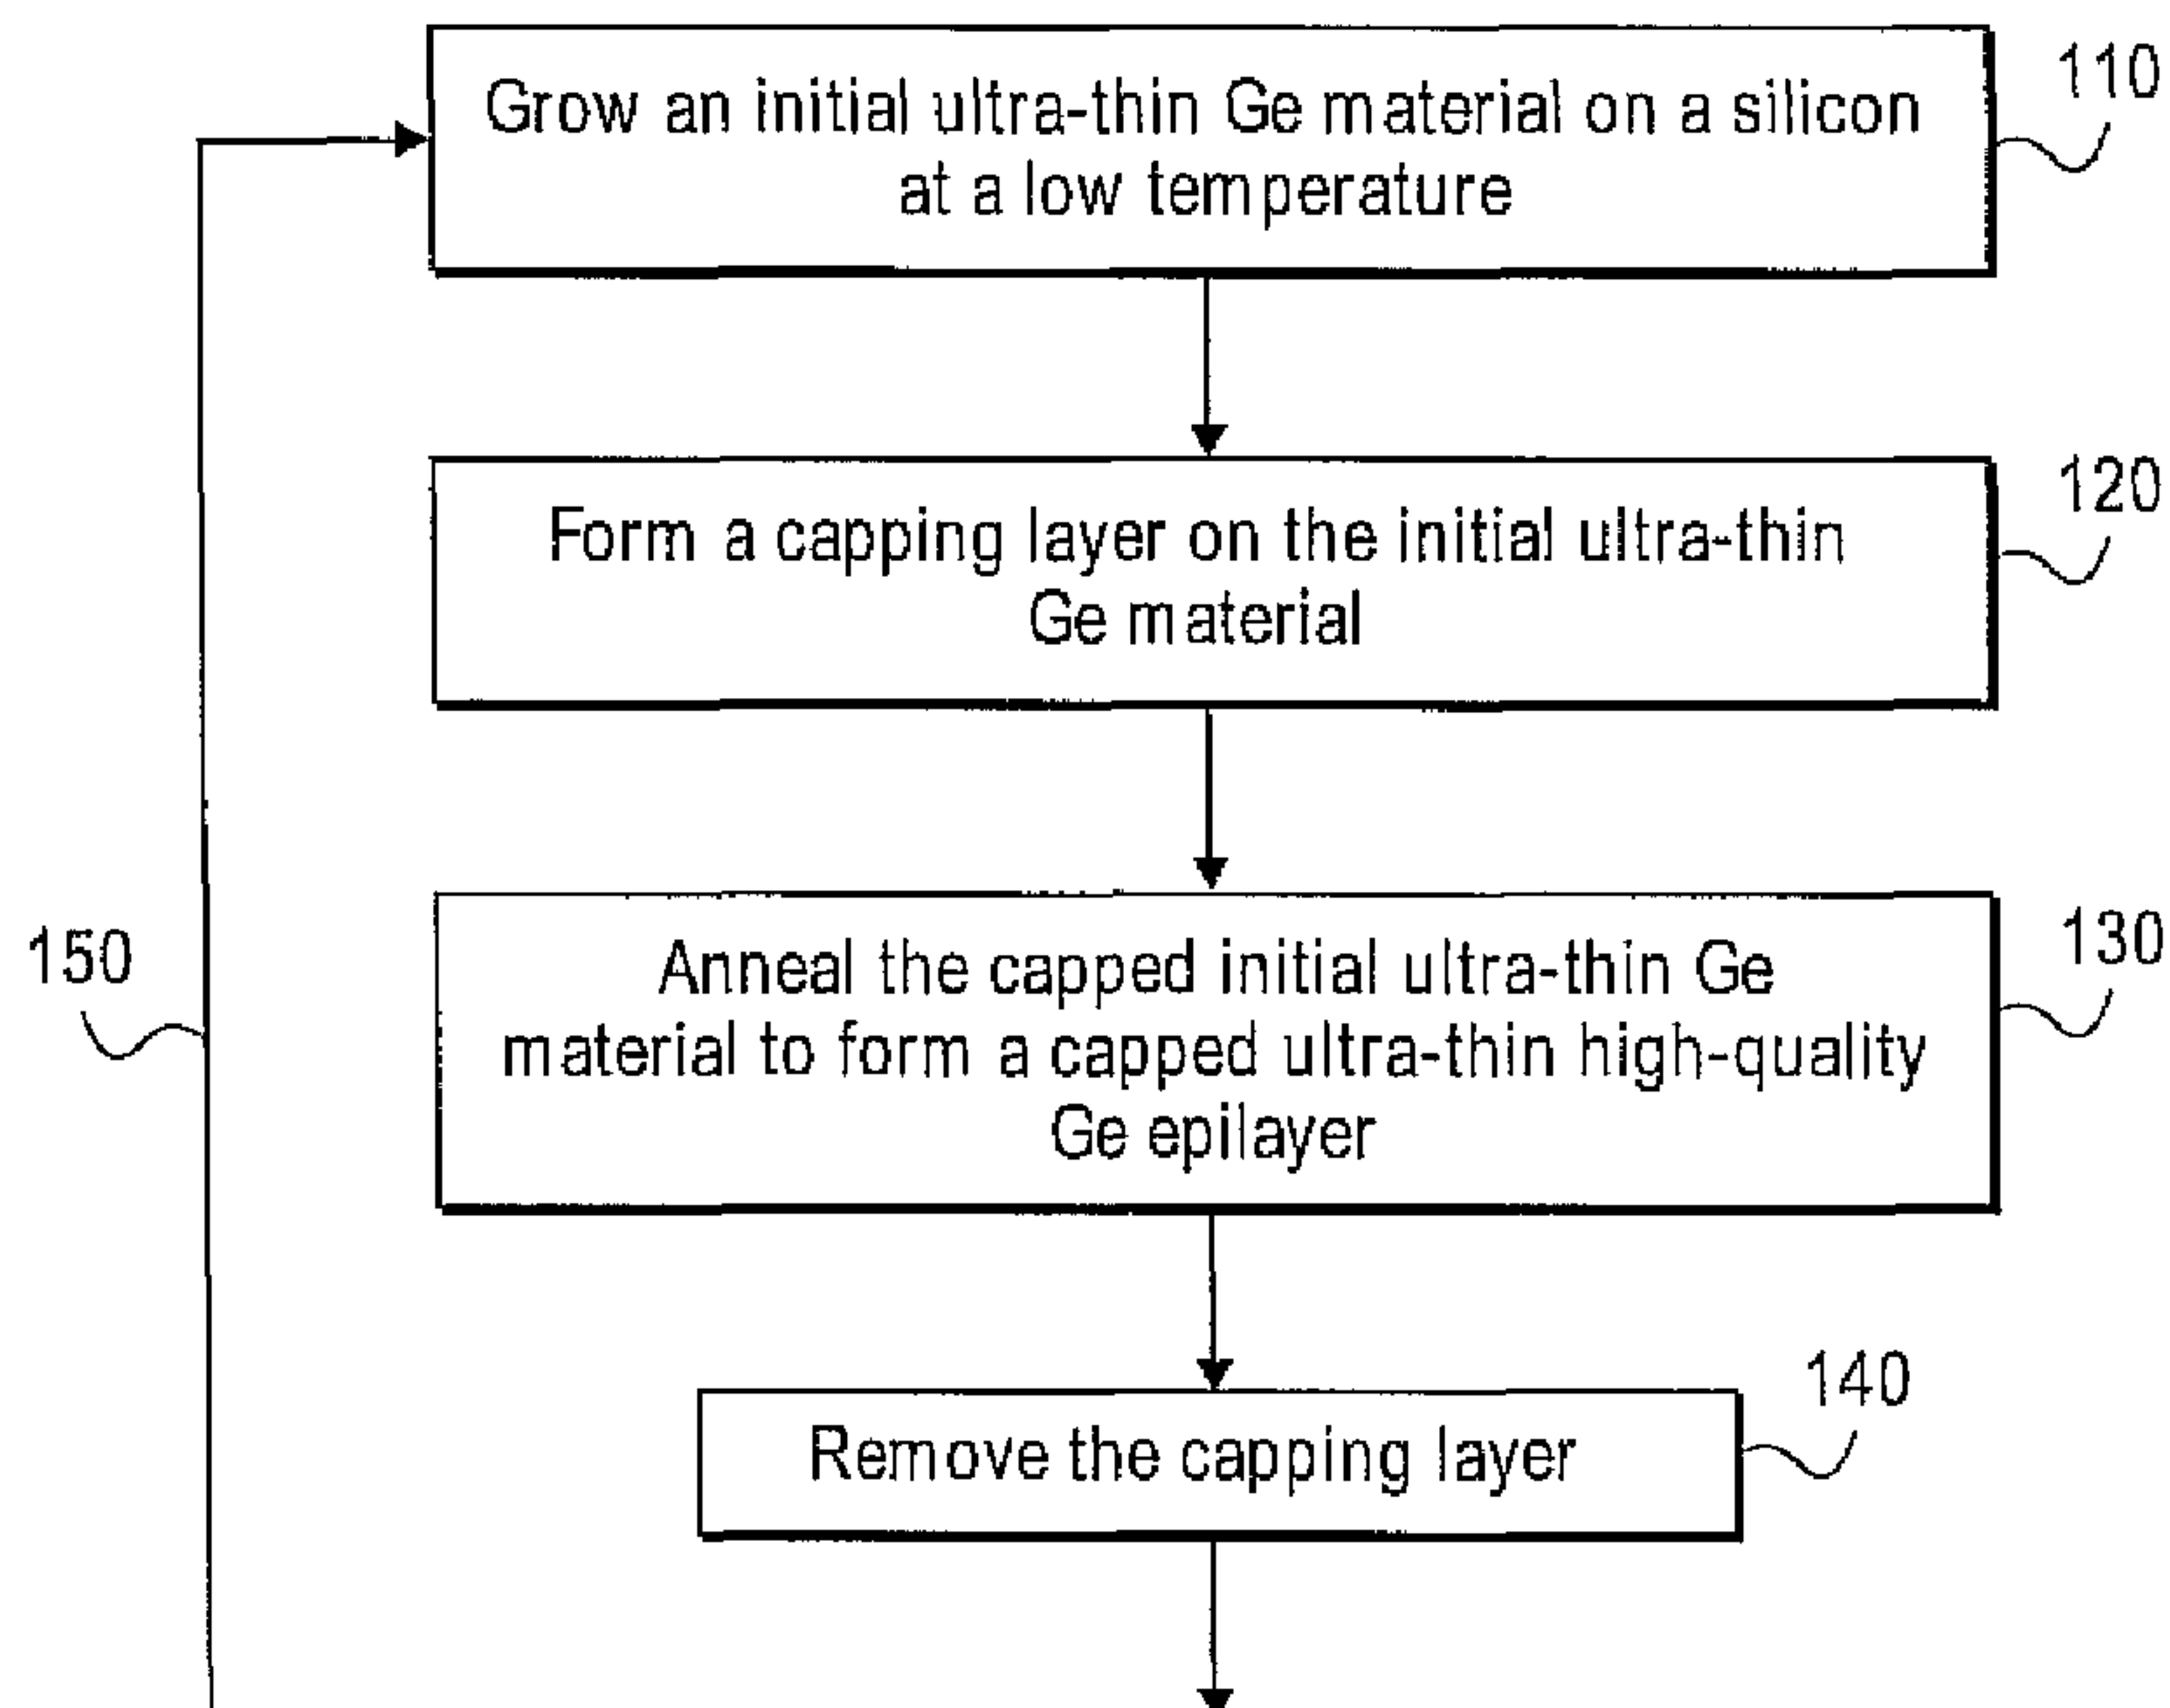 Grow an initial ultra-thin Ge material on a silicon
at a low temperature
110
Form a capping layer on the initial ultra-thin
Ge material
120
Anneal the capped initial ultra-thin Ge
material to form a capped ultra-thin high-quality
Ge epilayer
130
150
Remove the capping layer
140